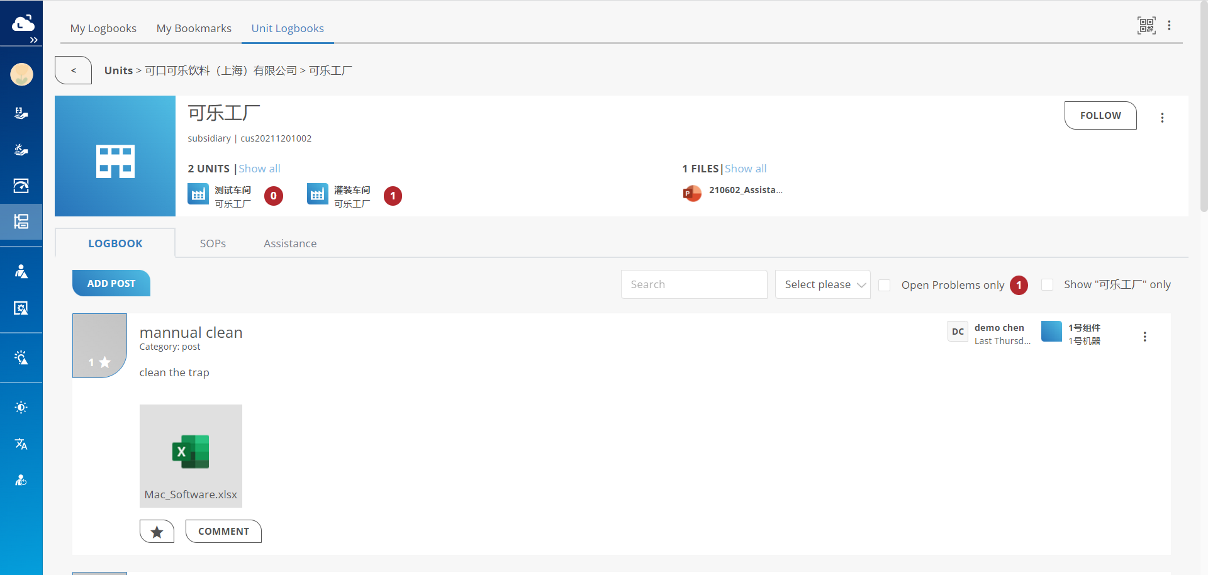 My Logbooks My Bookmarks Unit Logbooks
»
< Units > 可口可乐饮料（上海）有限公司 > 可乐工厂
可乐工厂
FOLLOW
subsidiary | cus20211201002
2 UNITS |Show all
1 FILES|Show all
测试车间
可乐工厂
0
灌装车间
可乐工厂
1
210602_Assista...
LOGBOOK SOPs Assistance
ADD POST
Search
Select please
Open Problems only 1
Show "可乐工厂" only
1
mannual clean
Category: post
DC
demo chen
Last Thursd...
1号组件
1号机器
clean the trap
Mac_Software.xlsx
COMMENT